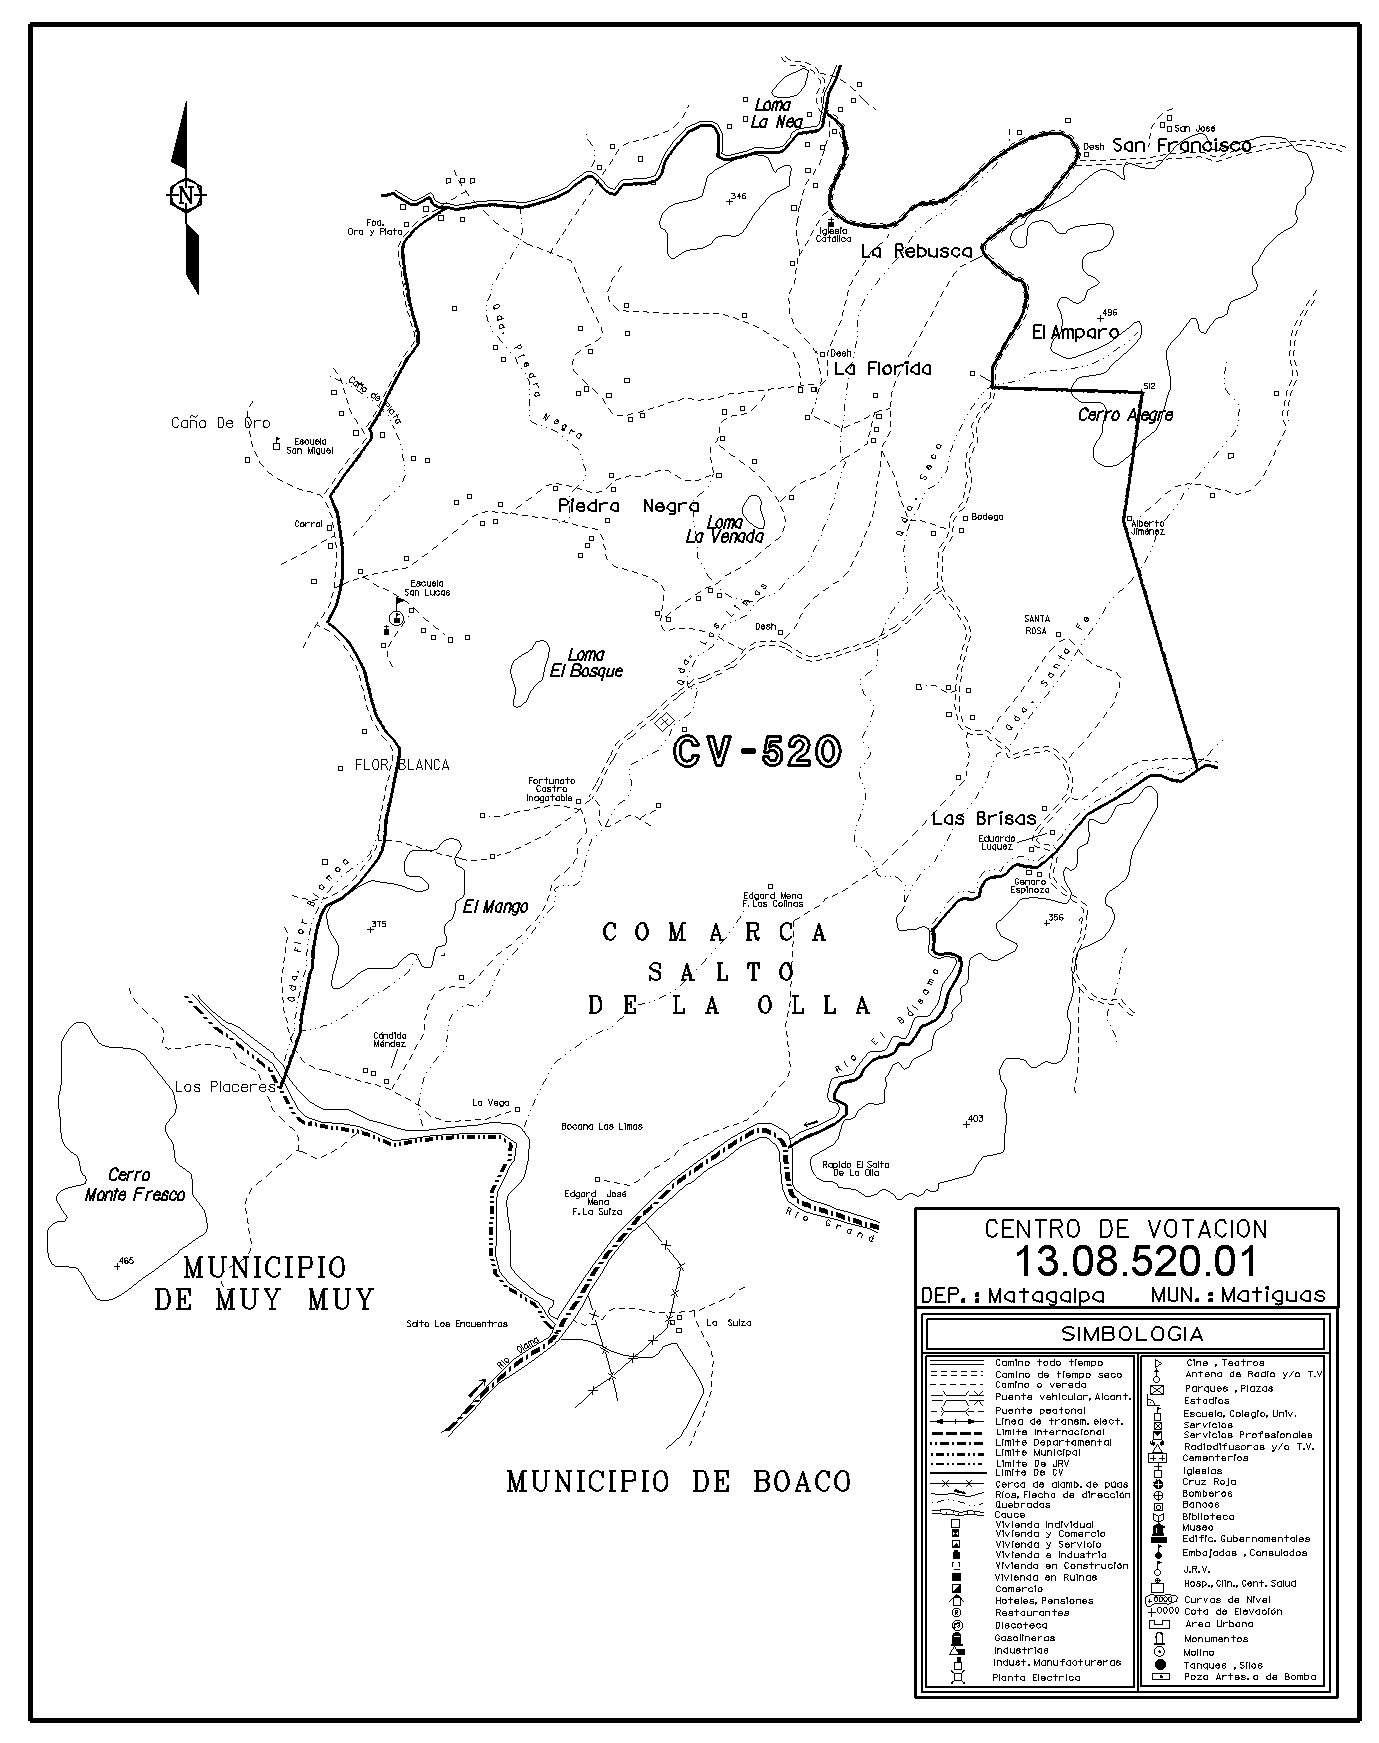 Loma
La Nea
San José
Desh San Francisco
346
N
Fca.
Oro y Plata
Iglesia
Católica
La Rebusca
Qda. Piedra Negra
496
El Amparo
Desh
La Florida
Caño de Plata
512
Cerro Alegre
Caño De Oro
Escuela
San Miguel
Qda. Seca
Piedra Negra
Loma
La Venada
Corral
Bodega
Alberto
Jiménez
Escuela
San Lucas
Qda. Las Limas
Desh
SANTA
ROSA
Qda. Santa Fe
Loma
El Bosque
CV-520
FLOR BLANCA
Fortunato
Castro
Inagotable
Las Brisas
Eduardo
Luquez
Qda. Flor Blanca
Genaro
Espinoza
Edgard Mena
F. Las Colinas
El Mango
375
356
COMARCA
SALTO
DE LA OLLA
Río El Bálsamo
Cándida
Méndez
Los Placeres
La Vega
403
Bocana Las Limas
Rapido El Salto
De La Olla
Cerro
Monte Fresco
Edgard José
Mena
F. La Suiza
Río Grand
465
MUNICIPIO
DE MUY MUY
Salto Los Encuentros
La Suiza
Río Olama
MUNICIPIO DE BOACO
CENTRO DE VOTACION
13.08.520.01
DEP.: Matagalpa MUN.: Matiguas
SIMBOLOGIA
Camino todo tiempo
Camino de tiempo seco
Camino o vereda
Puente vehicular, Alcant.
Puente peatonal
Línea de transm. elect.
Limite Internacional
Limite Departamental
Limite Municipal
Limite De JRV
Limite De CV
Cerca de alamb. de púas
Ríos, Flecha de dirección
Quebradas
Cauce
Vivienda Individual
Vivienda y Comercio
Vivienda y Servicio
Vivienda e Industria
Vivienda en Construción
Vivienda en Ruinas
Comercio
Hoteles, Pensiones
Restaurantes
Discoteca
Gasolineras
Industrias
Indust. Manufactureras
Planta Electrica
Cine, Teatros
Antena de Radio y/o T.V
Parques, Plazas
Estadios
Escuela, Colegio, Univ.
Servicios
Servicios Profesionales
Radiodifusoras y/o T.V.
Cementerios
Iglesias
Cruz Roja
Bomberos
Bancos
Biblioteca
Museo
Edific. Gubernamentales
Embajadas, Consulados
J.R.V.
Hosp., Clin., Cent. Salud
Curvas de Nivel
Cota de Elevación
Area Urbana
Monumentos
Molino
Tanques, Silos
Pozo Artes. o de Bomba